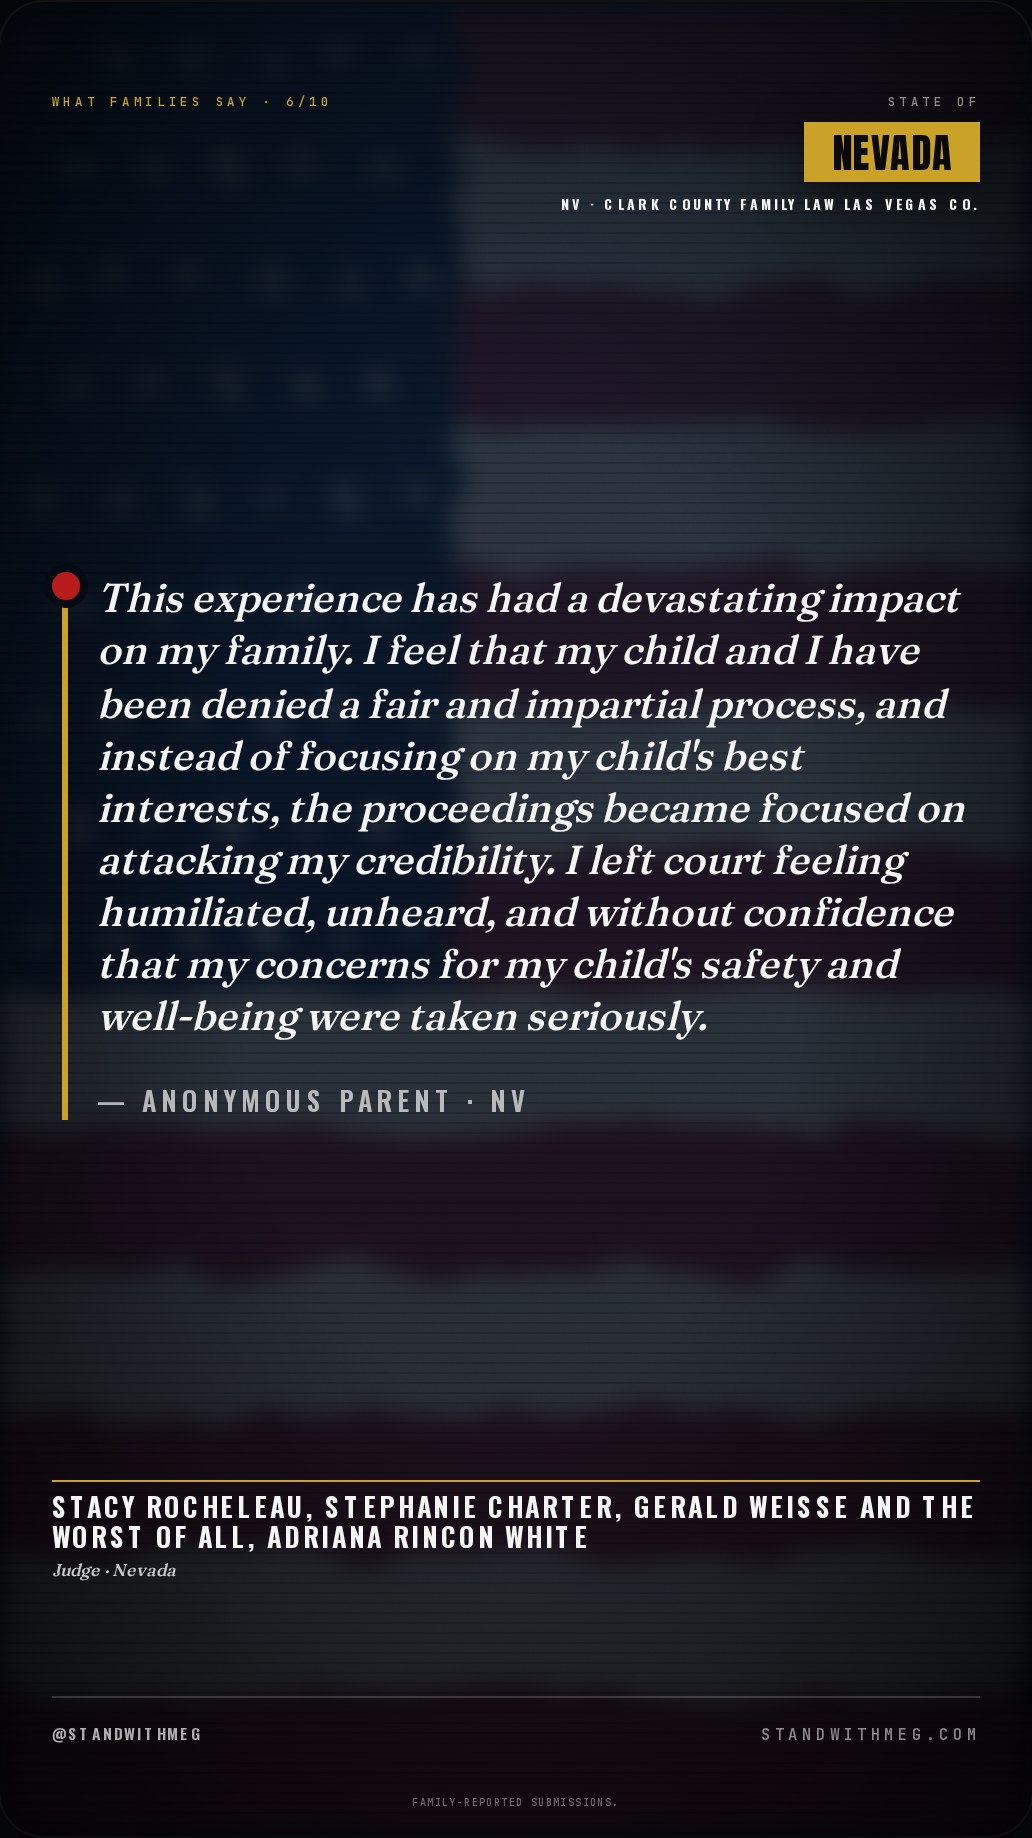 WHAT FAMILIES SAY · 6/10
STATE OF
NEVADA
NV · CLARK COUNTY FAMILY LAW LAS VEGAS CO.
This experience has had a devastating impact
on my family. I feel that my child and I have
been denied a fair and impartial process, and
instead of focusing on my child's best
interests, the proceedings became focused on
attacking my credibility. I left court feeling
humiliated, unheard, and without confidence
that my concerns for my child's safety and
well-being were taken seriously.
— ANONYMOUS PARENT · NV
STACY ROCHELEAU, STEPHANIE CHARTER, GERALD WEISSE AND THE
WORST OF ALL, ADRIANA RINCON WHITE
Judge · Nevada
@STANDWITHMEG
STANDWITHMEG.COM
FAMILY-REPORTED SUBMISSIONS.